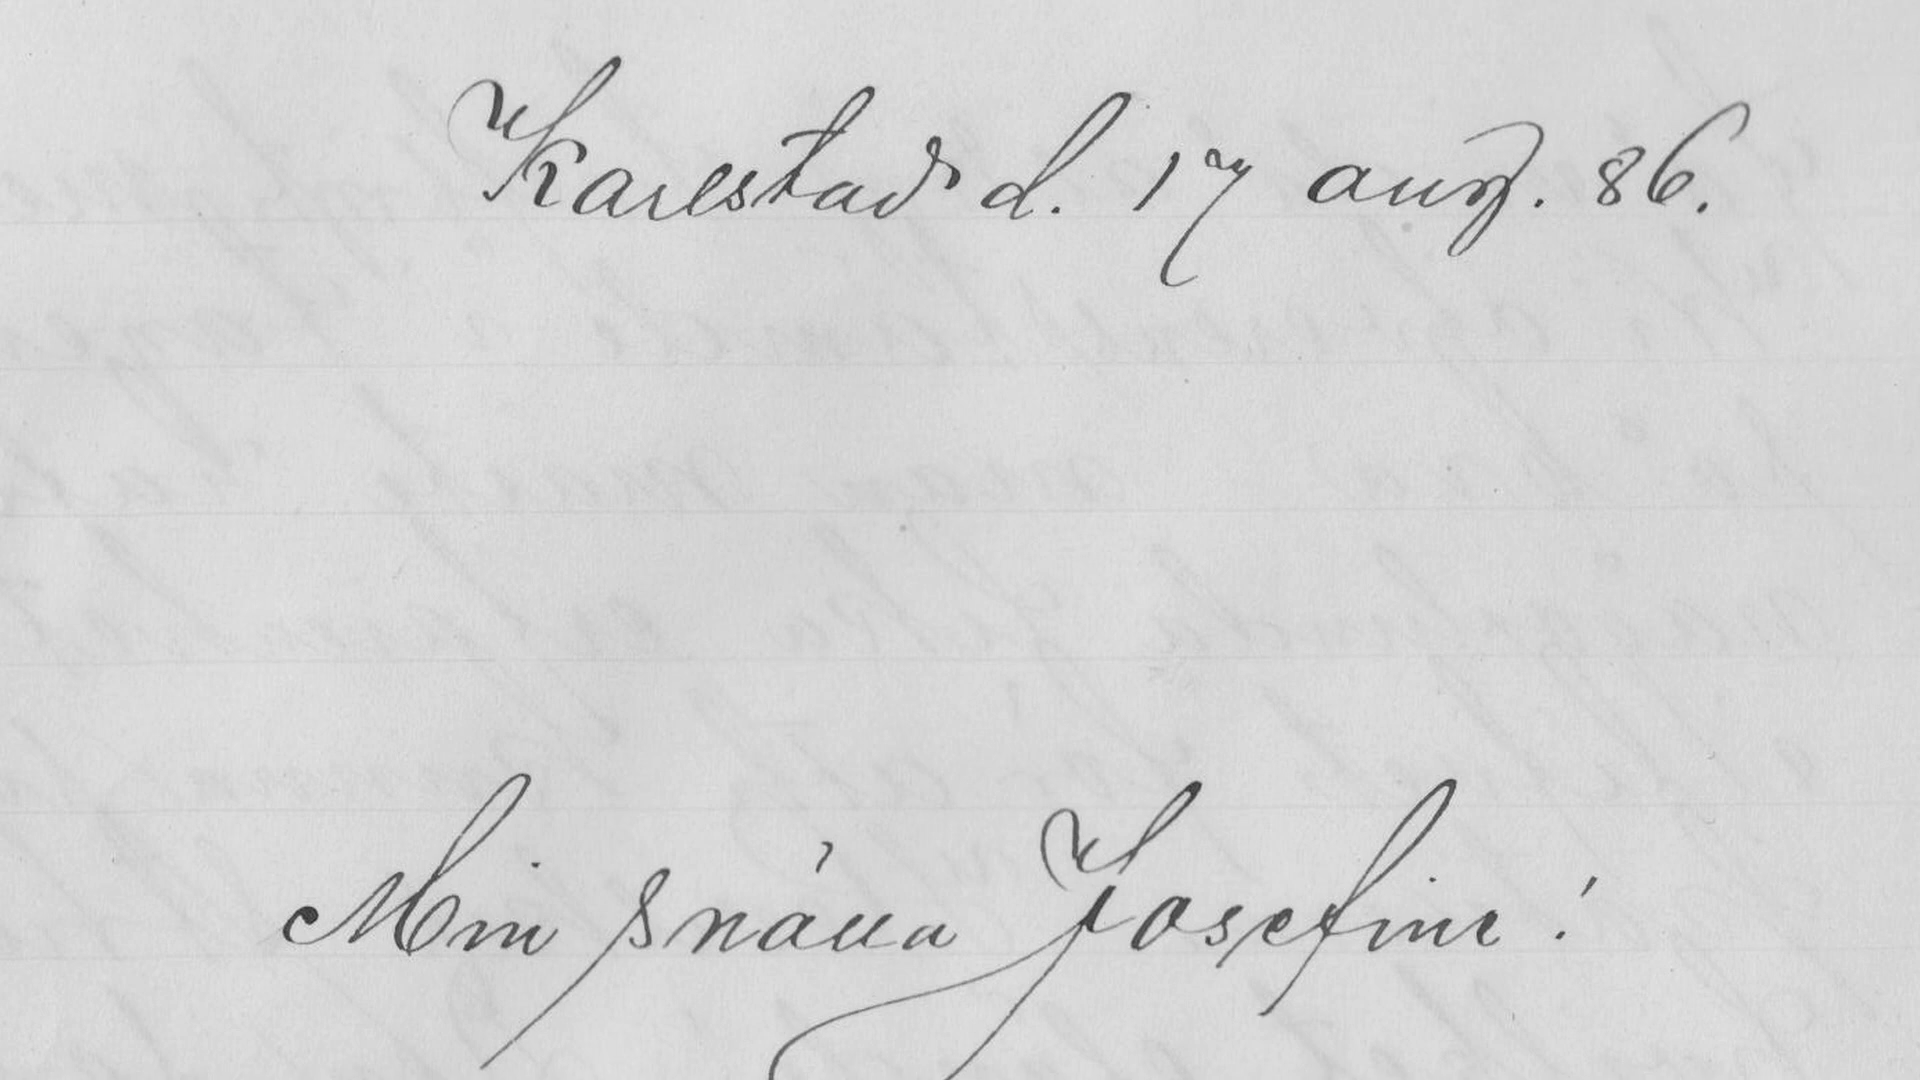 Karlstad d. 17 aug. 86.
Min snälla Josefine!